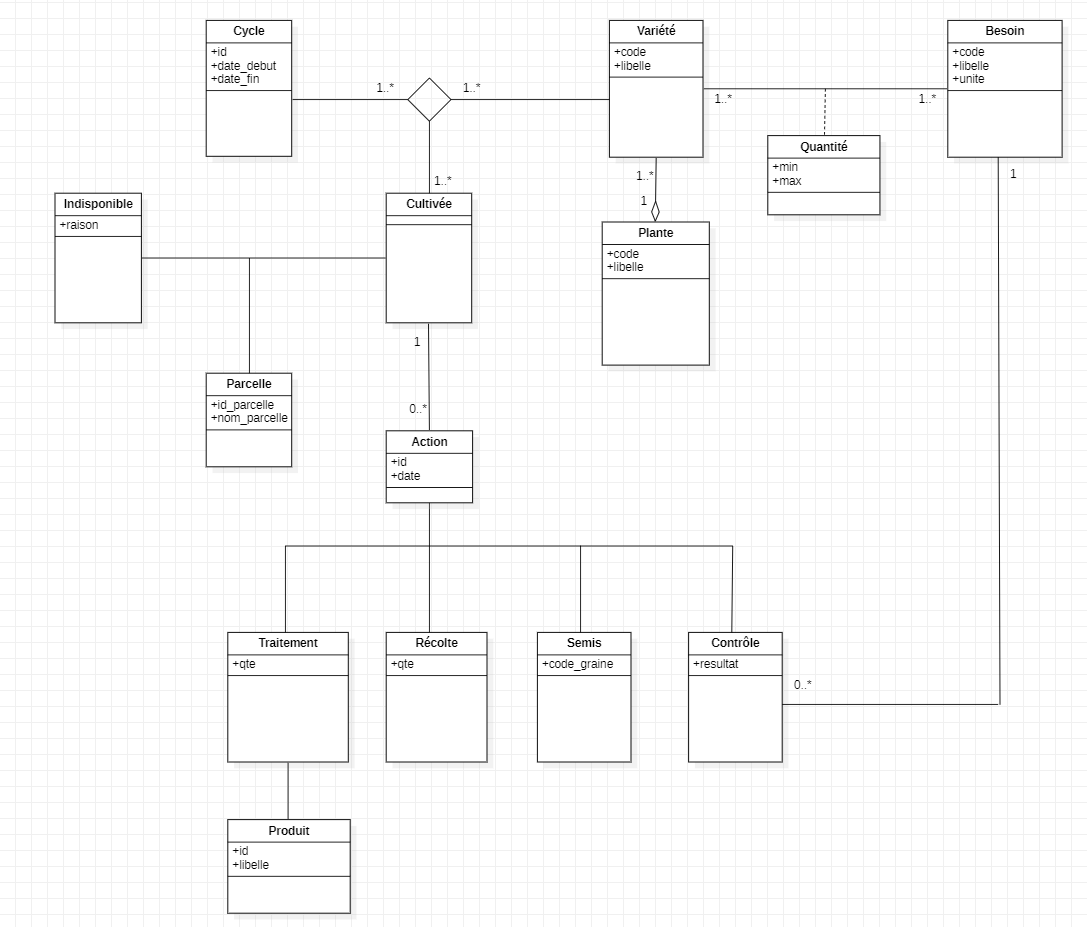 Cycle
+id
+date_debut
+date_fin
1..*
1..*
1..*
Variété
+code
+libelle
1..*
1..*
Besoin
+code
+libelle
+unite
Quantité
+min
+max
1
1..*
1
Plante
+code
+libelle
Indisponible
+raison
Cultivée
1
0..*
Parcelle
+id_parcelle
+nom_parcelle
Action
+id
+date
Traitement
+qte
Récolte
+qte
Semis
+code_graine
Contrôle
+resultat
0..*
Produit
+id
+libelle